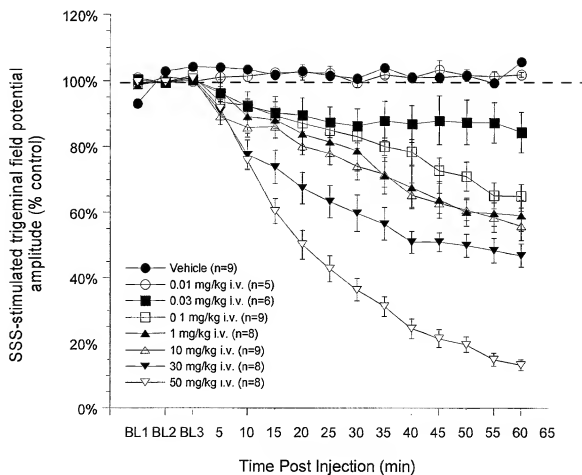 SSS-stimulated trigeminal field potential
amplitude (% control)
120%
100%
80%
60%
40%
20%
0%
Vehicle (n=9)
0.01 mg/kg i.v. (n=5)
0.03 mg/kg i.v. (n=6)
0 1 mg/kg i.v. (n=9)
1 mg/kg i.v. (n=8)
10 mg/kg i.v. (n=9)
30 mg/kg i.v. (n=8)
50 mg/kg i.v. (n=8)
BL1 BL2 BL3 5 10 15 20 25 30 35 40 45 50 55 60 65
Time Post Injection (min)